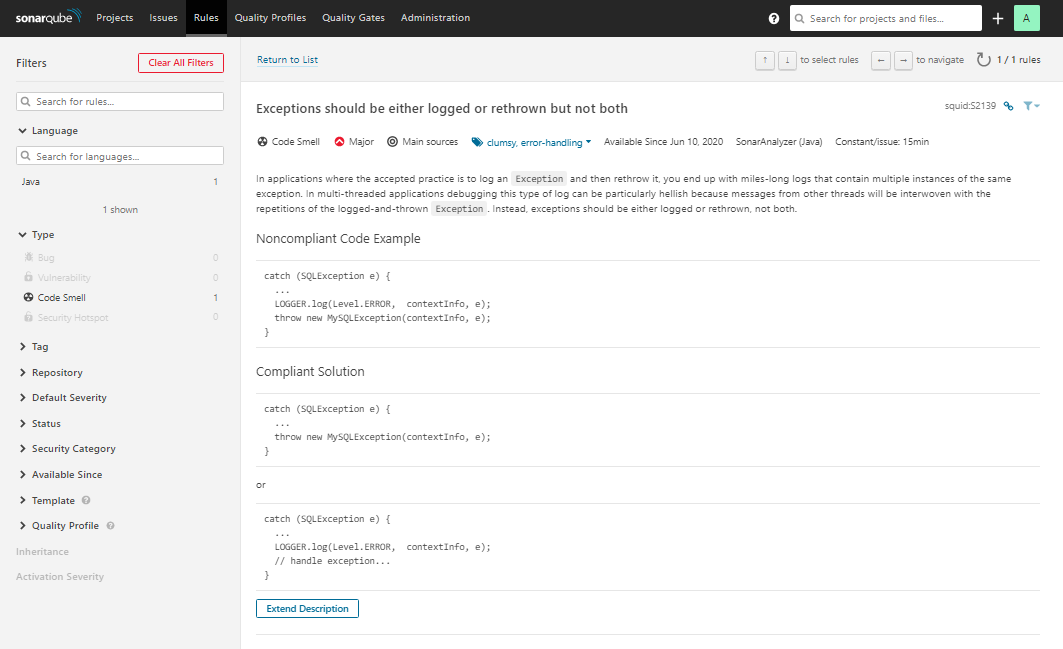 sonarqube Projects Issues Rules Quality Profiles Quality Gates Administration ? Search for projects and files... + A
Filters Clear All Filters
Search for rules...
Language
Search for languages...
Java 1
1 shown
Type
Bug 0
Vulnerability 0
Code Smell 1
Security Hotspot 0
Tag
Repository
Default Severity
Status
Security Category
Available Since
Template ?
Quality Profile ?
Inheritance
Activation Severity
Return to List ↑ ↓ to select rules ← → to navigate 1 / 1 rules
Exceptions should be either logged or rethrown but not both squid:S2139
Code Smell Major Main sources clumsy, error-handling Available Since Jun 10, 2020 SonarAnalyzer (Java) Constant/issue: 15min
In applications where the accepted practice is to log an Exception and then rethrow it, you end up with miles-long logs that contain multiple instances of the same
exception. In multi-threaded applications debugging this type of log can be particularly hellish because messages from other threads will be interwoven with the
repetitions of the logged-and-thrown Exception. Instead, exceptions should be either logged or rethrown, not both.
Noncompliant Code Example
catch (SQLException e) {
...
LOGGER.log(Level.ERROR, contextInfo, e);
throw new MySQLException(contextInfo, e);
}
Compliant Solution
catch (SQLException e) {
...
throw new MySQLException(contextInfo, e);
}
or
catch (SQLException e) {
...
LOGGER.log(Level.ERROR, contextInfo, e);
// handle exception...
}
Extend Description